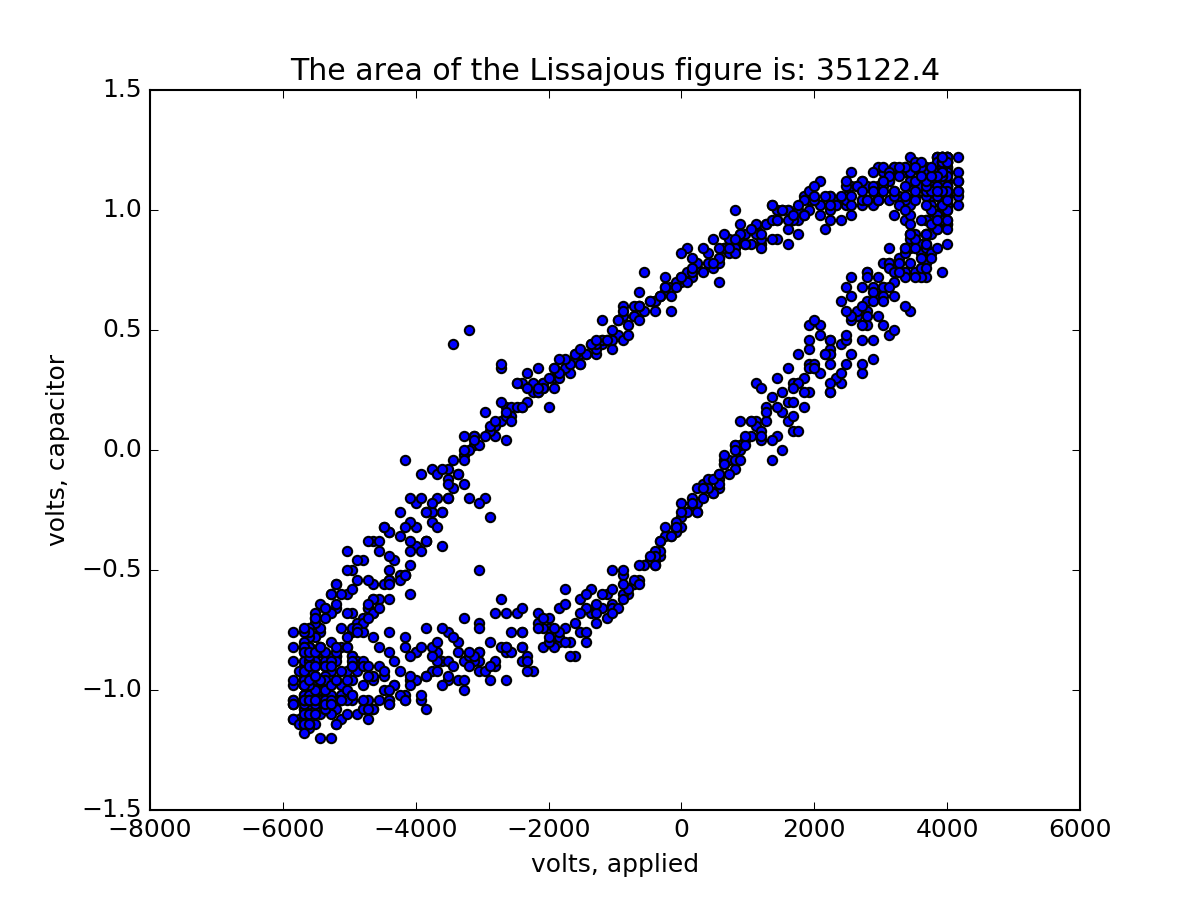 The area of the Lissajous figure is: 35122.4
1.5
1.0
0.5
0.0
−0.5
−1.0
−1.5
volts, capacitor
−8000 −6000 −4000 −2000 0 2000 4000 6000
volts, applied